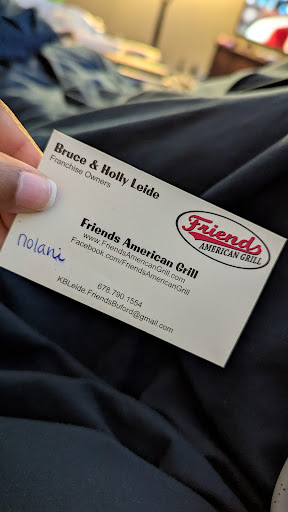 Bruce & Holly Leide
Franchise Owners
Friends
AMERICAN GRILL
Friends American Grill
www.FriendsAmericanGrill.com
Facebook.com/FriendsAmericanGrill
nolani
678.790.1554
KBLeide.FriendsBuford@gmail.com